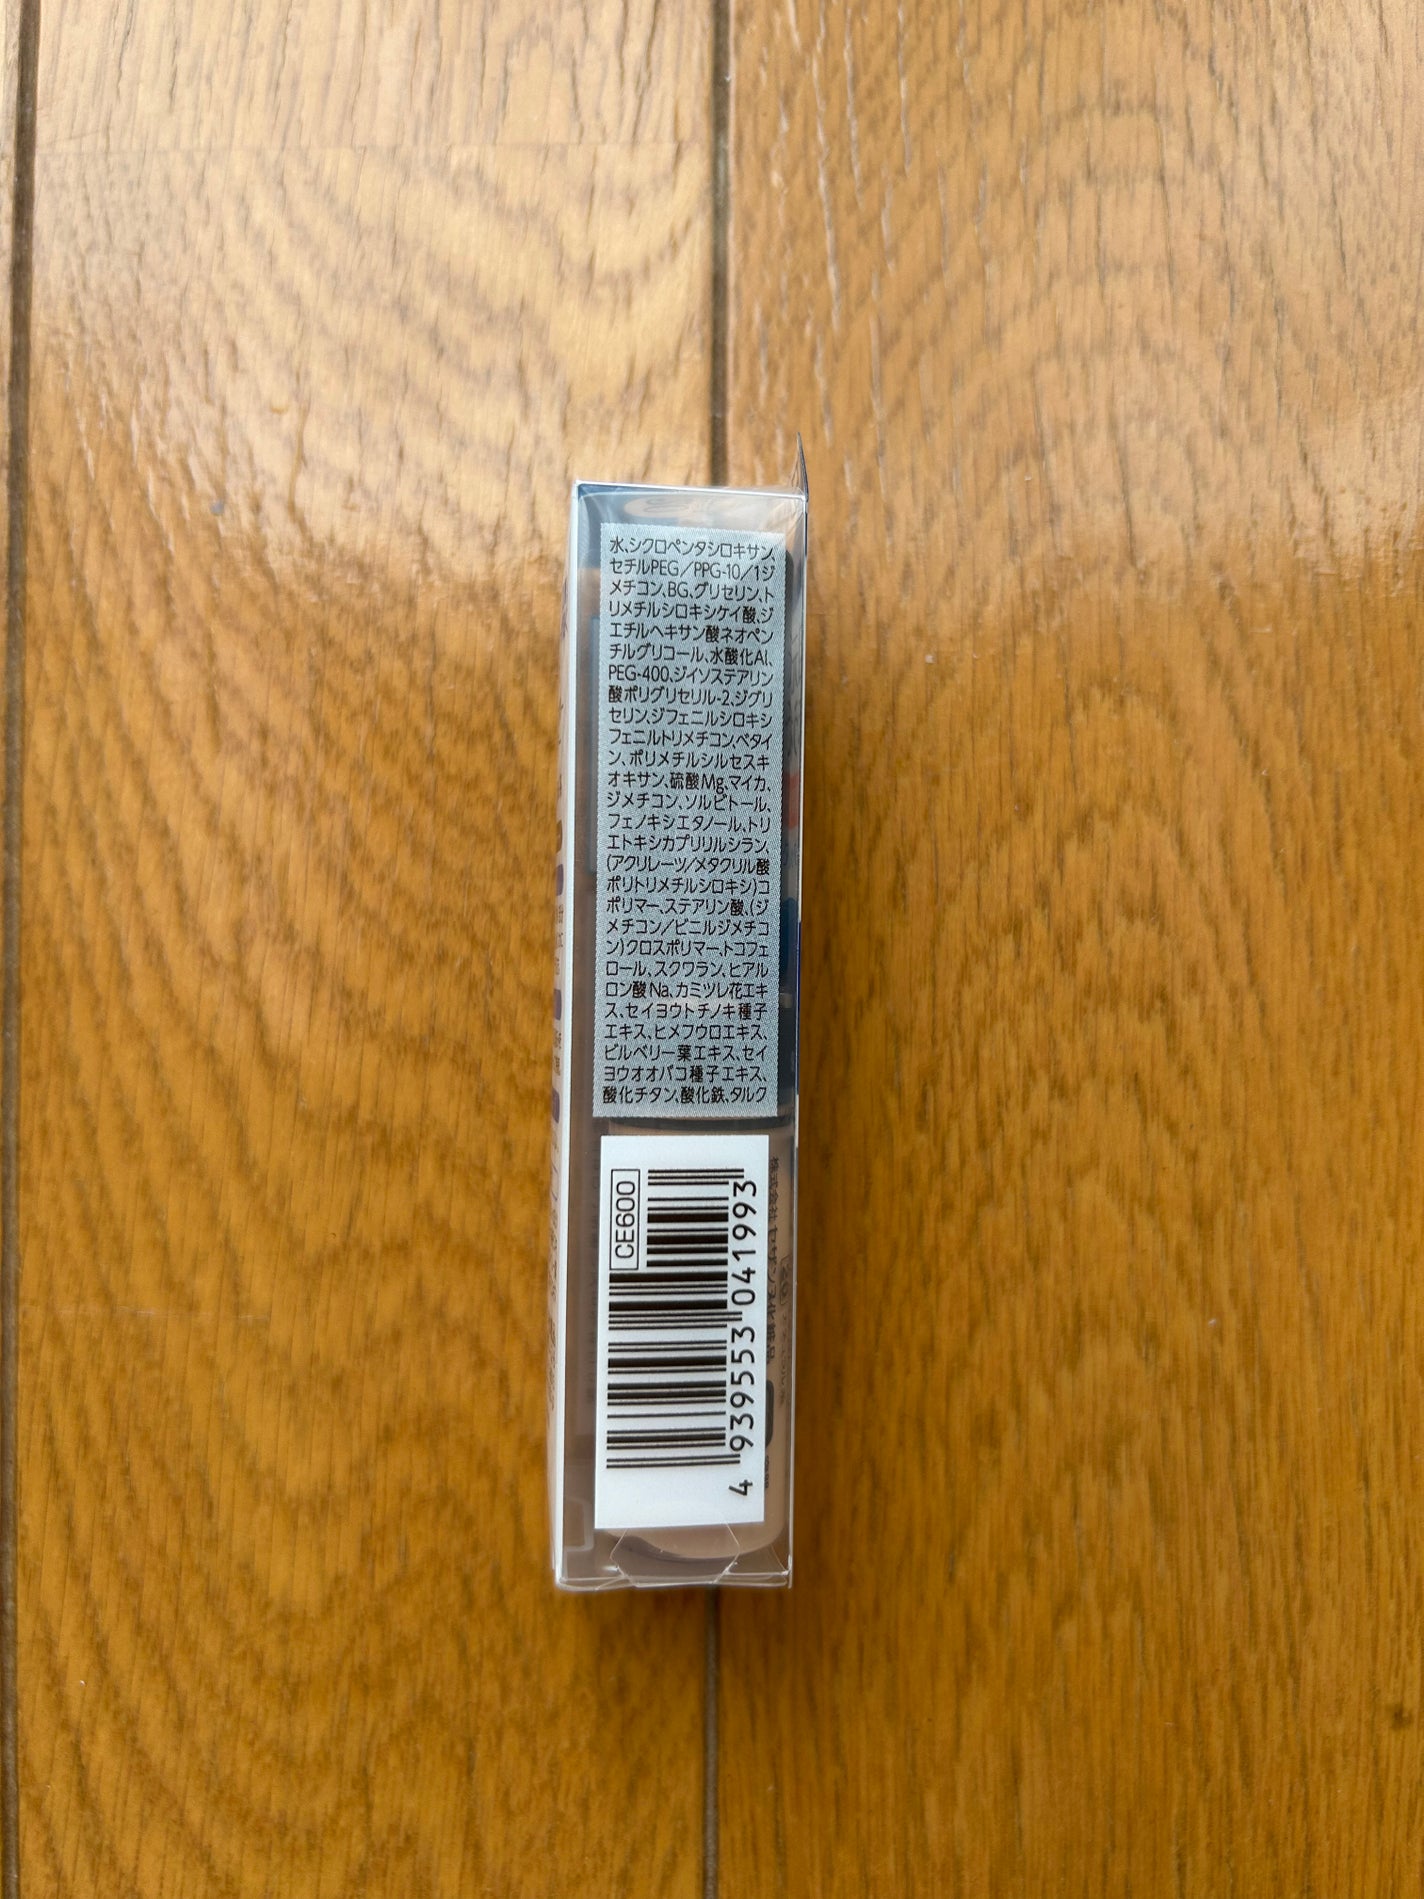 水、シクロペンタシロキサン、
セチルPEG/PPG-10/1ジ
メチコン、BG、グリセリン、ト
リメチルシロキシケイ酸、ジ
エチルヘキサン酸ネオペン
チルグリコール、水酸化Al、
PEG-400、ジイソステアリン
酸ポリグリセリル-2、ジグリ
セリン、ジフェニルシロキシ
フェニルトリメチコン、ベタイ
ン、ポリメチルシルセスキ
オキサン、硫酸Mg、マイカ、
ジメチコン、ソルビトール、
フェノキシエタノール、トリ
エトキシカプリリルシラン、
(アクリレーツ/メタクリル酸
ポリトリメチルシロキシ)コ
ポリマー、ステアリン酸、(ジ
メチコン/ビニルジメチコ
ン)クロスポリマー、トコフェ
ロール、スクワラン、ヒアル
ロン酸Na、カミツレ花エキ
ス、セイヨウトチノキ種子
エキス、ヒメフウロエキス、
ビルベリー葉エキス、セイ
ヨウオオバコ種子エキス、
酸化チタン、酸化鉄、タルク
CE600
4 939553 041993
株式会社 セザンヌ化粧品